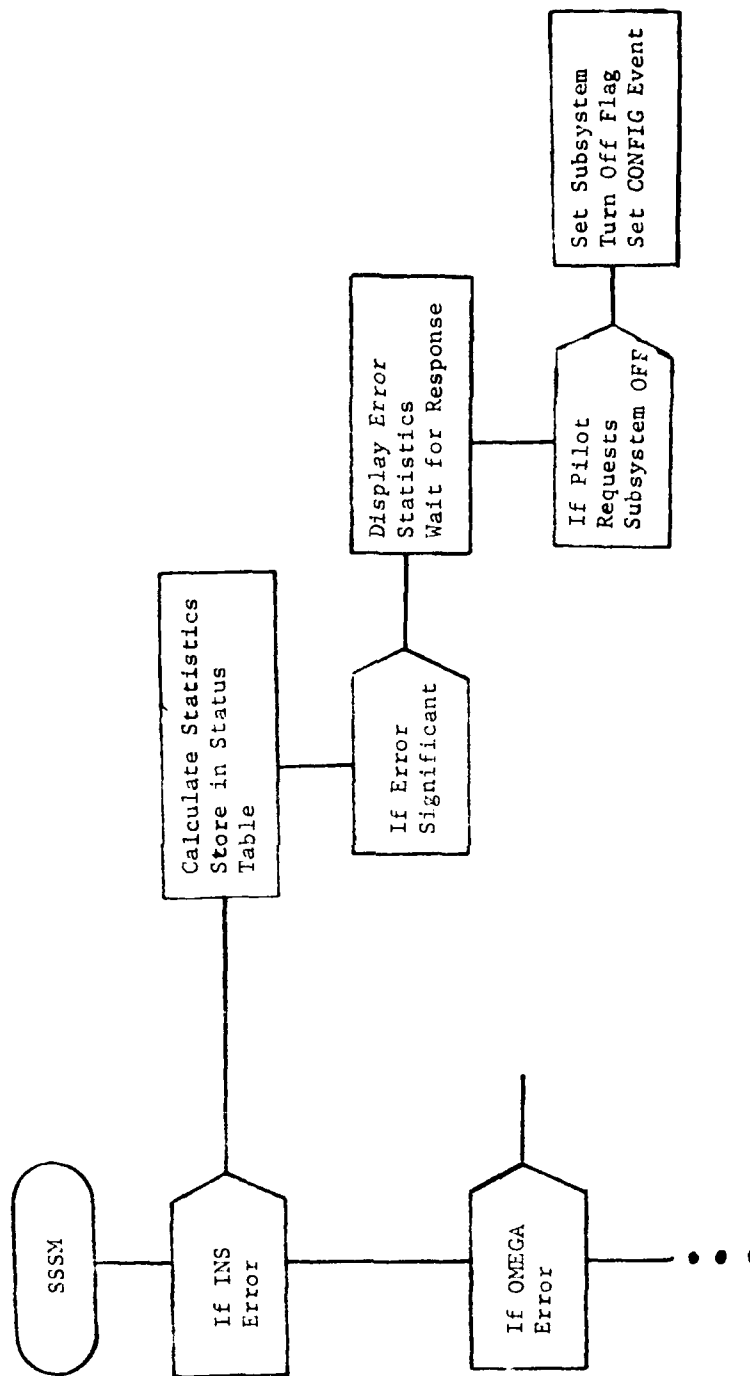 SSSM
If INS
Error
Calculate Statistics
Store in Status
Table
If Error
Significant
Display Error
Statistics
Wait for Response
If Pilot
Requests
Subsystem OFF
Set Subsystem
Turn Off Flag
Set CONFIG Event
If OMEGA
Error